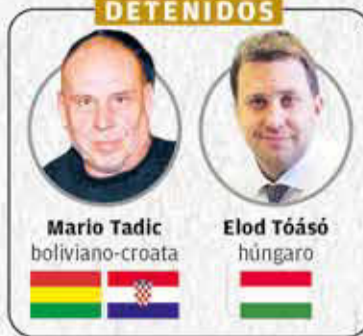 DETENIDOS
Mario Tadic
boliviano-croata
Elod Tóásó
húngaro